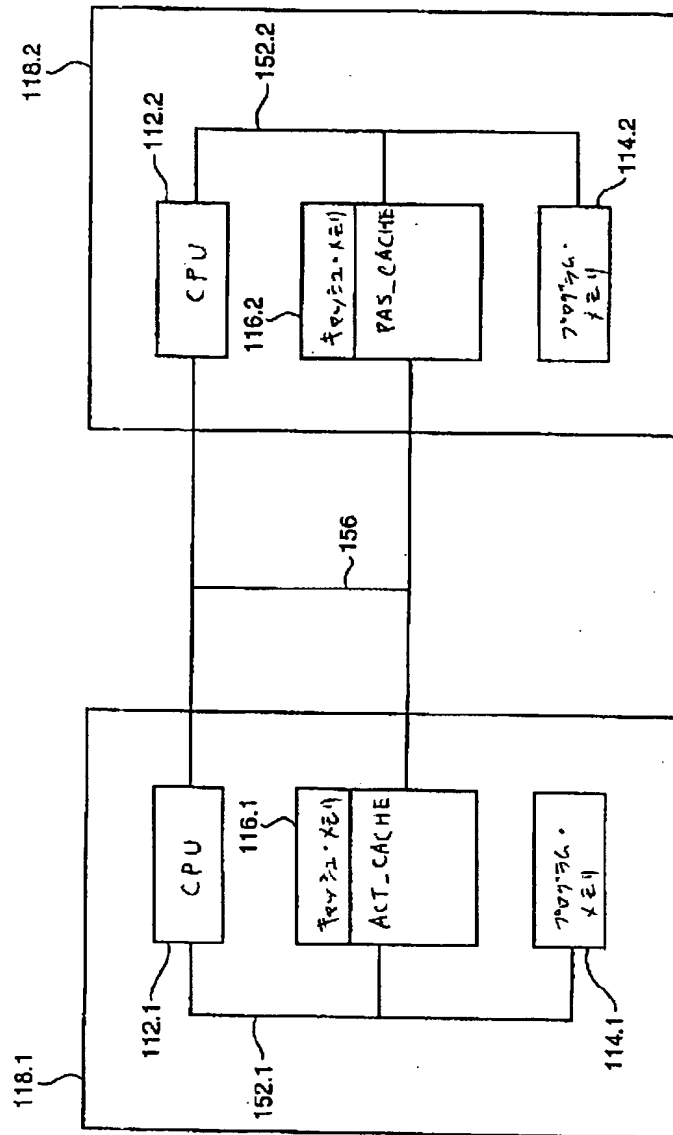 118.1
112.1
CPU
152.1
116.1
キャッシュ・メモリ
ACT_CACHE
プログラム・
メモリ
114.1
156
118.2
112.2
CPU
152.2
116.2
キャッシュ・メモリ
PAS_CACHE
プログラム・
メモリ
114.2